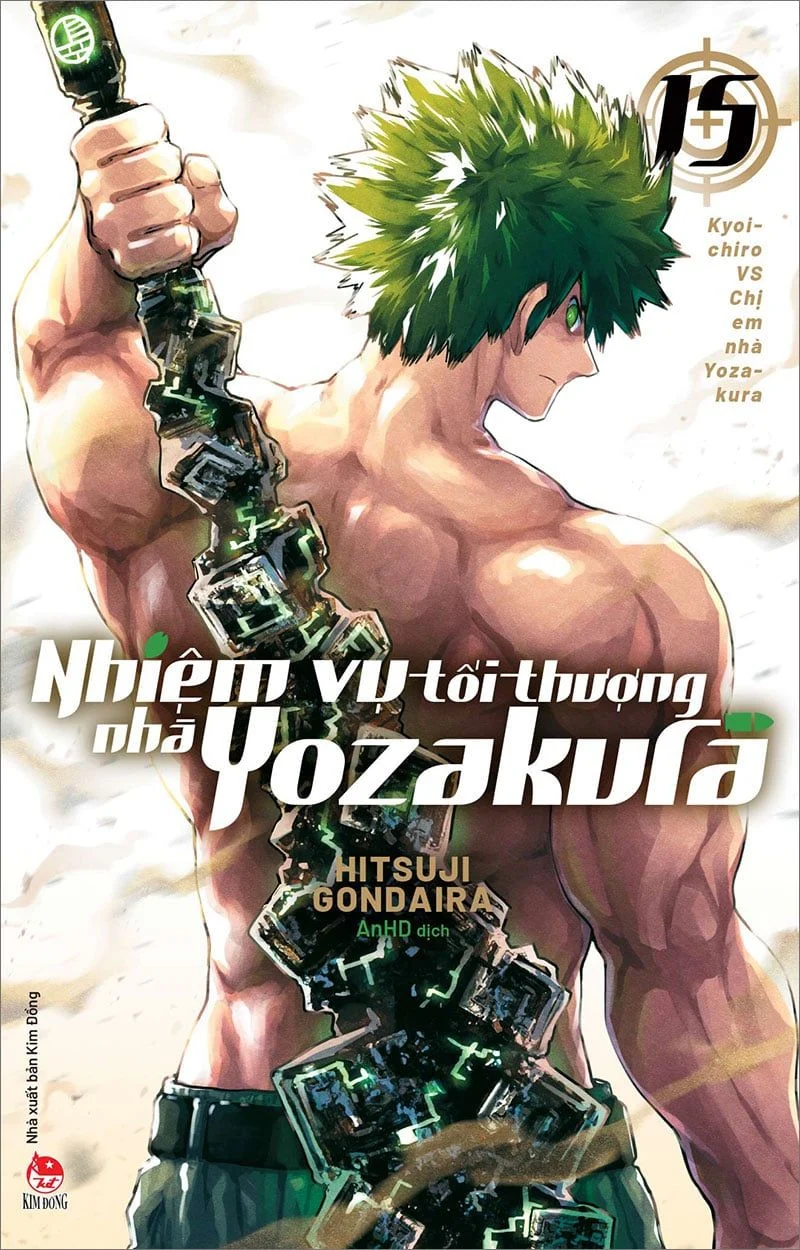 15
Kyoi-
chiro
VS
Chị
em
nhà
Yoza-
kura
Nhiệm vụ tối thượng
nhà Yozakura
HITSUJI
GONDAIRA
AnHD dịch
Nhà xuất bản Kim Đồng
KIM ĐỒNG